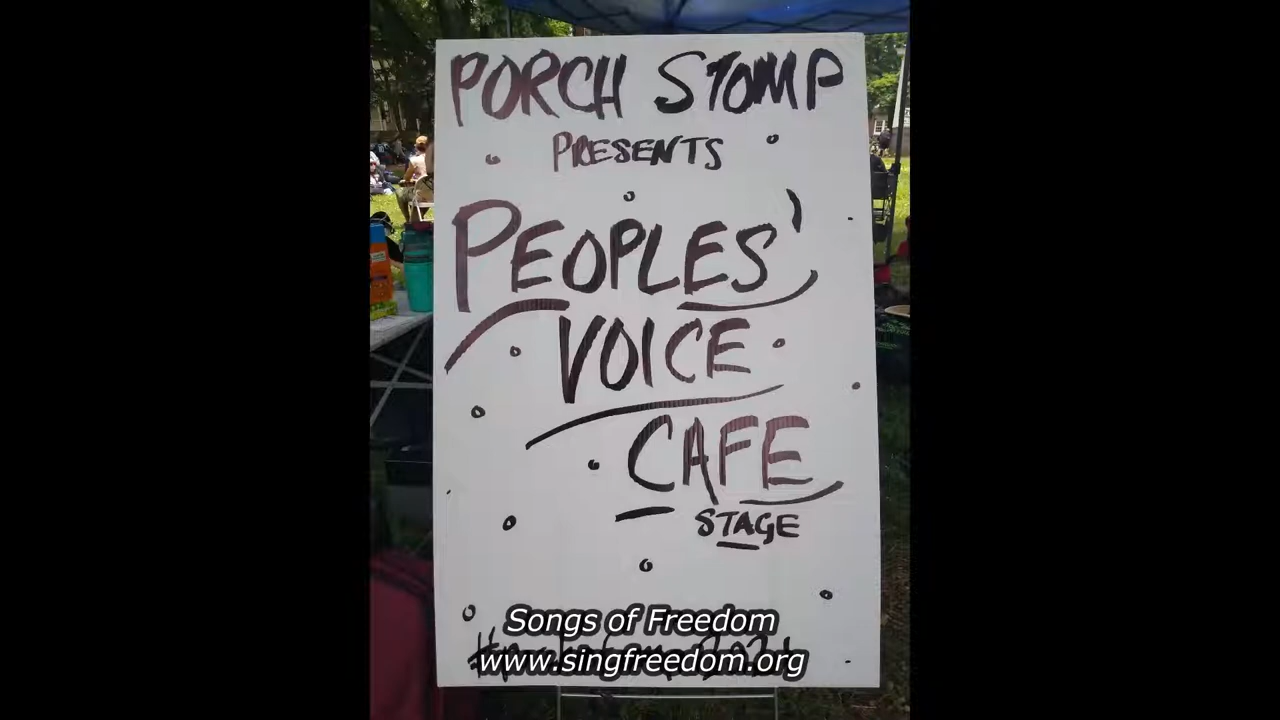 PORCH STOMP
PRESENTS
PEOPLES'
VOICE
CAFE
STAGE
Songs of Freedom
www.singfreedom.org